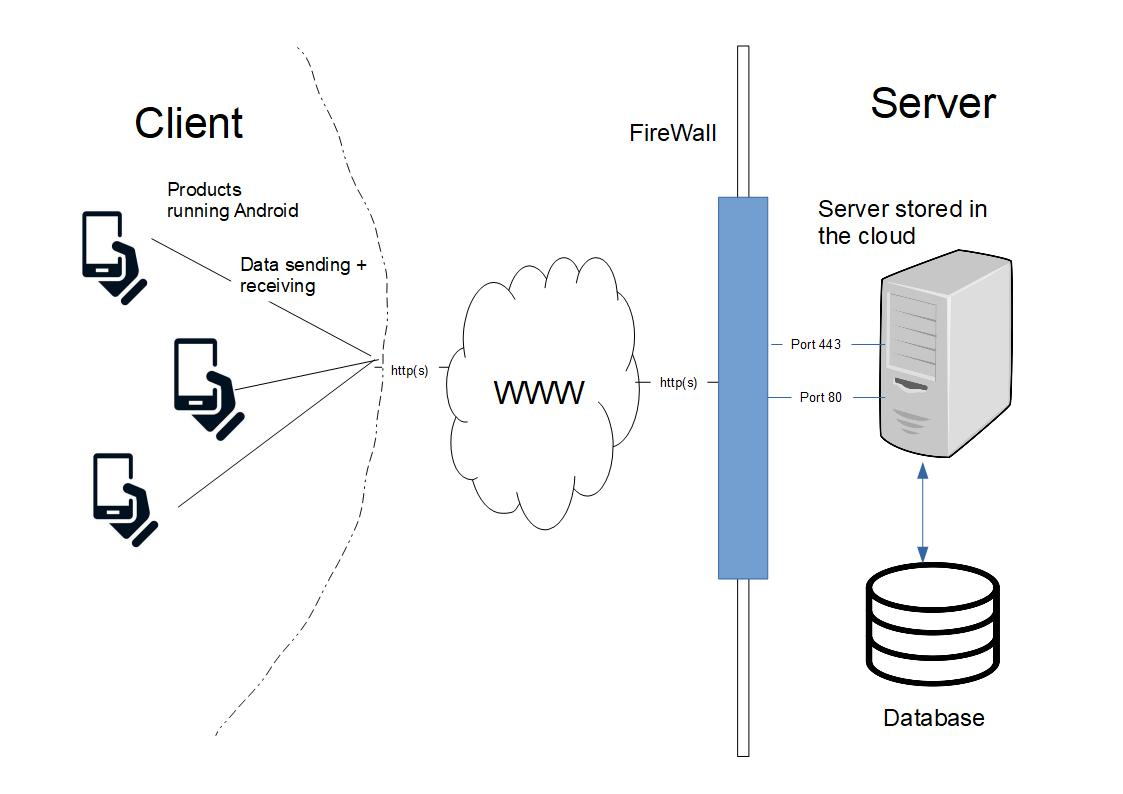 Client
Server
FireWall
Products
running Android
Server stored in
the cloud
Data sending +
receiving
Port 443
http(s)
WWW
http(s)
Port 80
Database